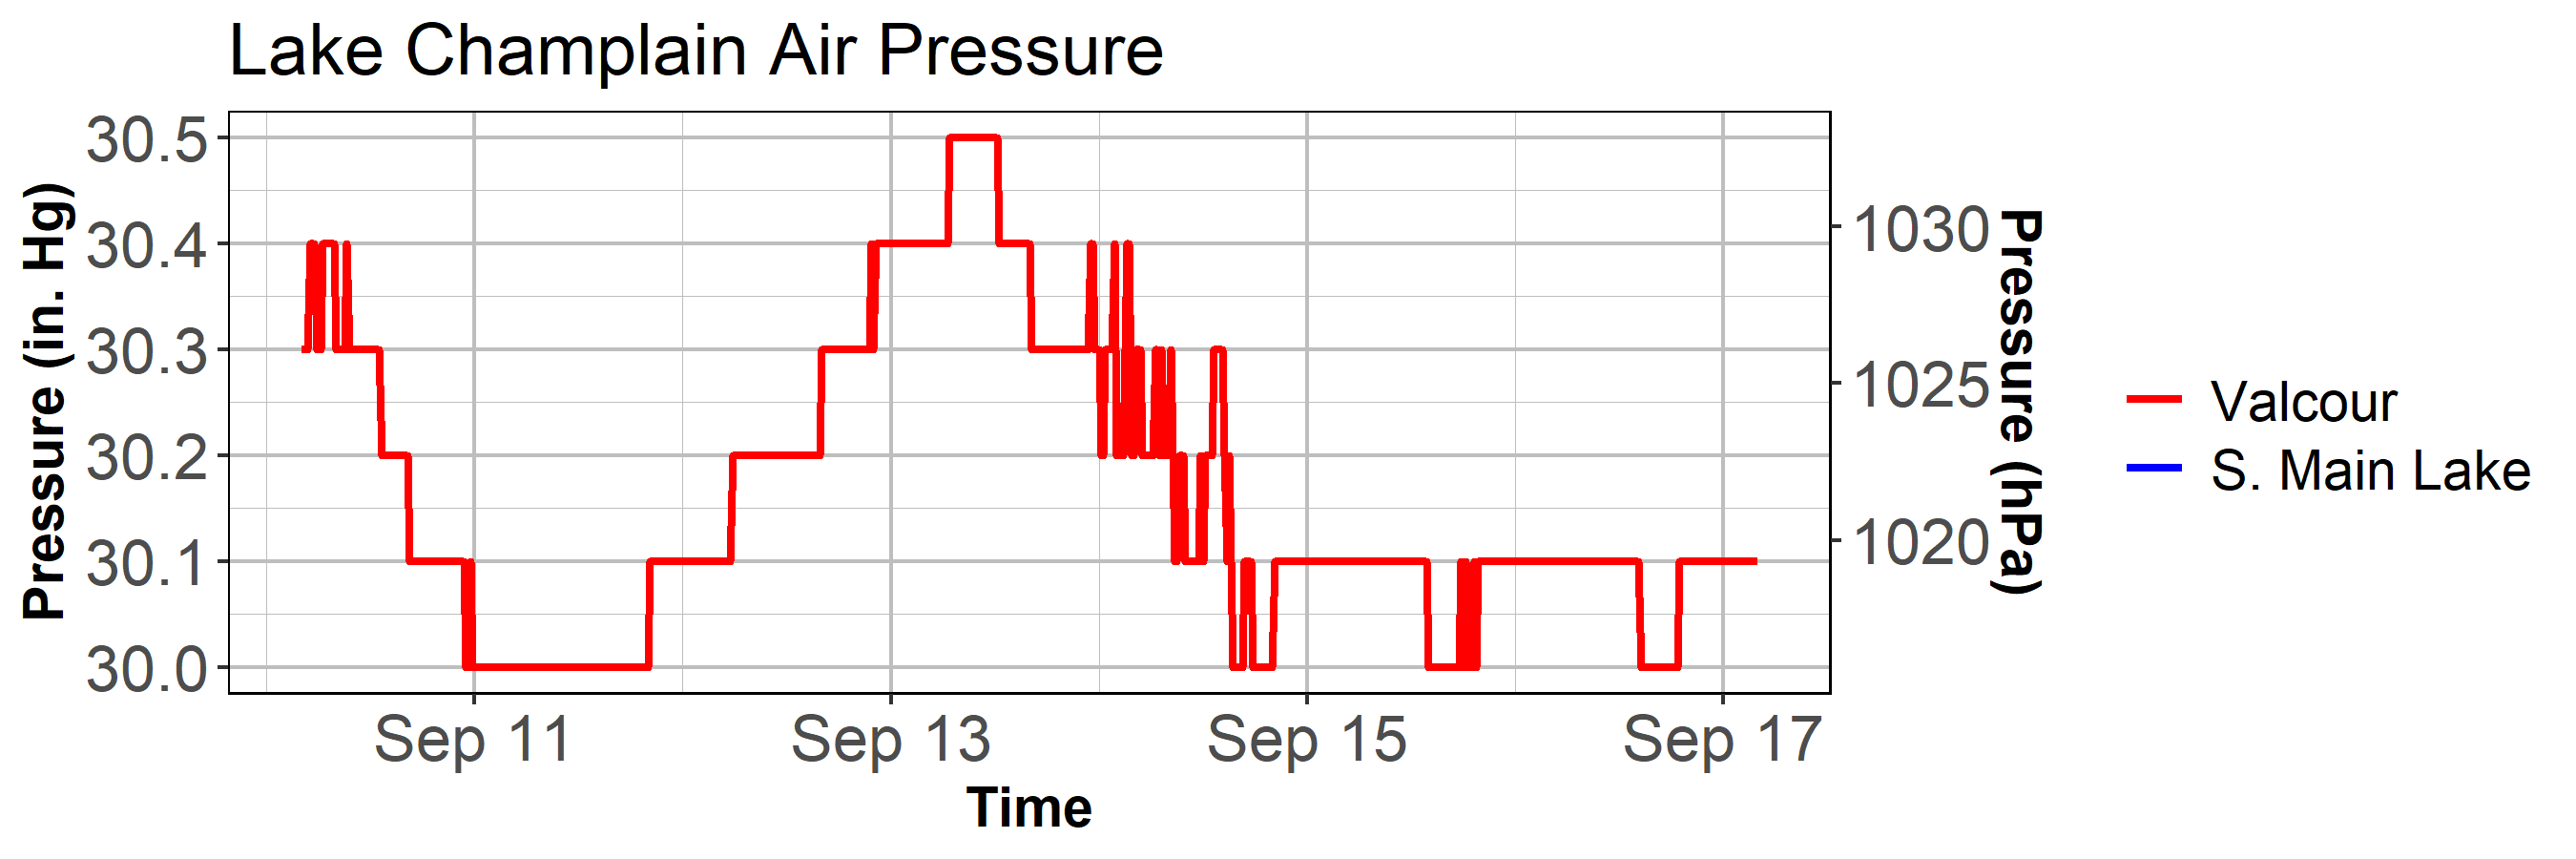 Lake Champlain Air Pressure
Pressure (in. Hg)
30.5
30.4
30.3
30.2
30.1
30.0
Sep 11
Sep 13
Sep 15
Sep 17
Time
1030
1025
1020
Pressure (hPa)
Valcour
S. Main Lake